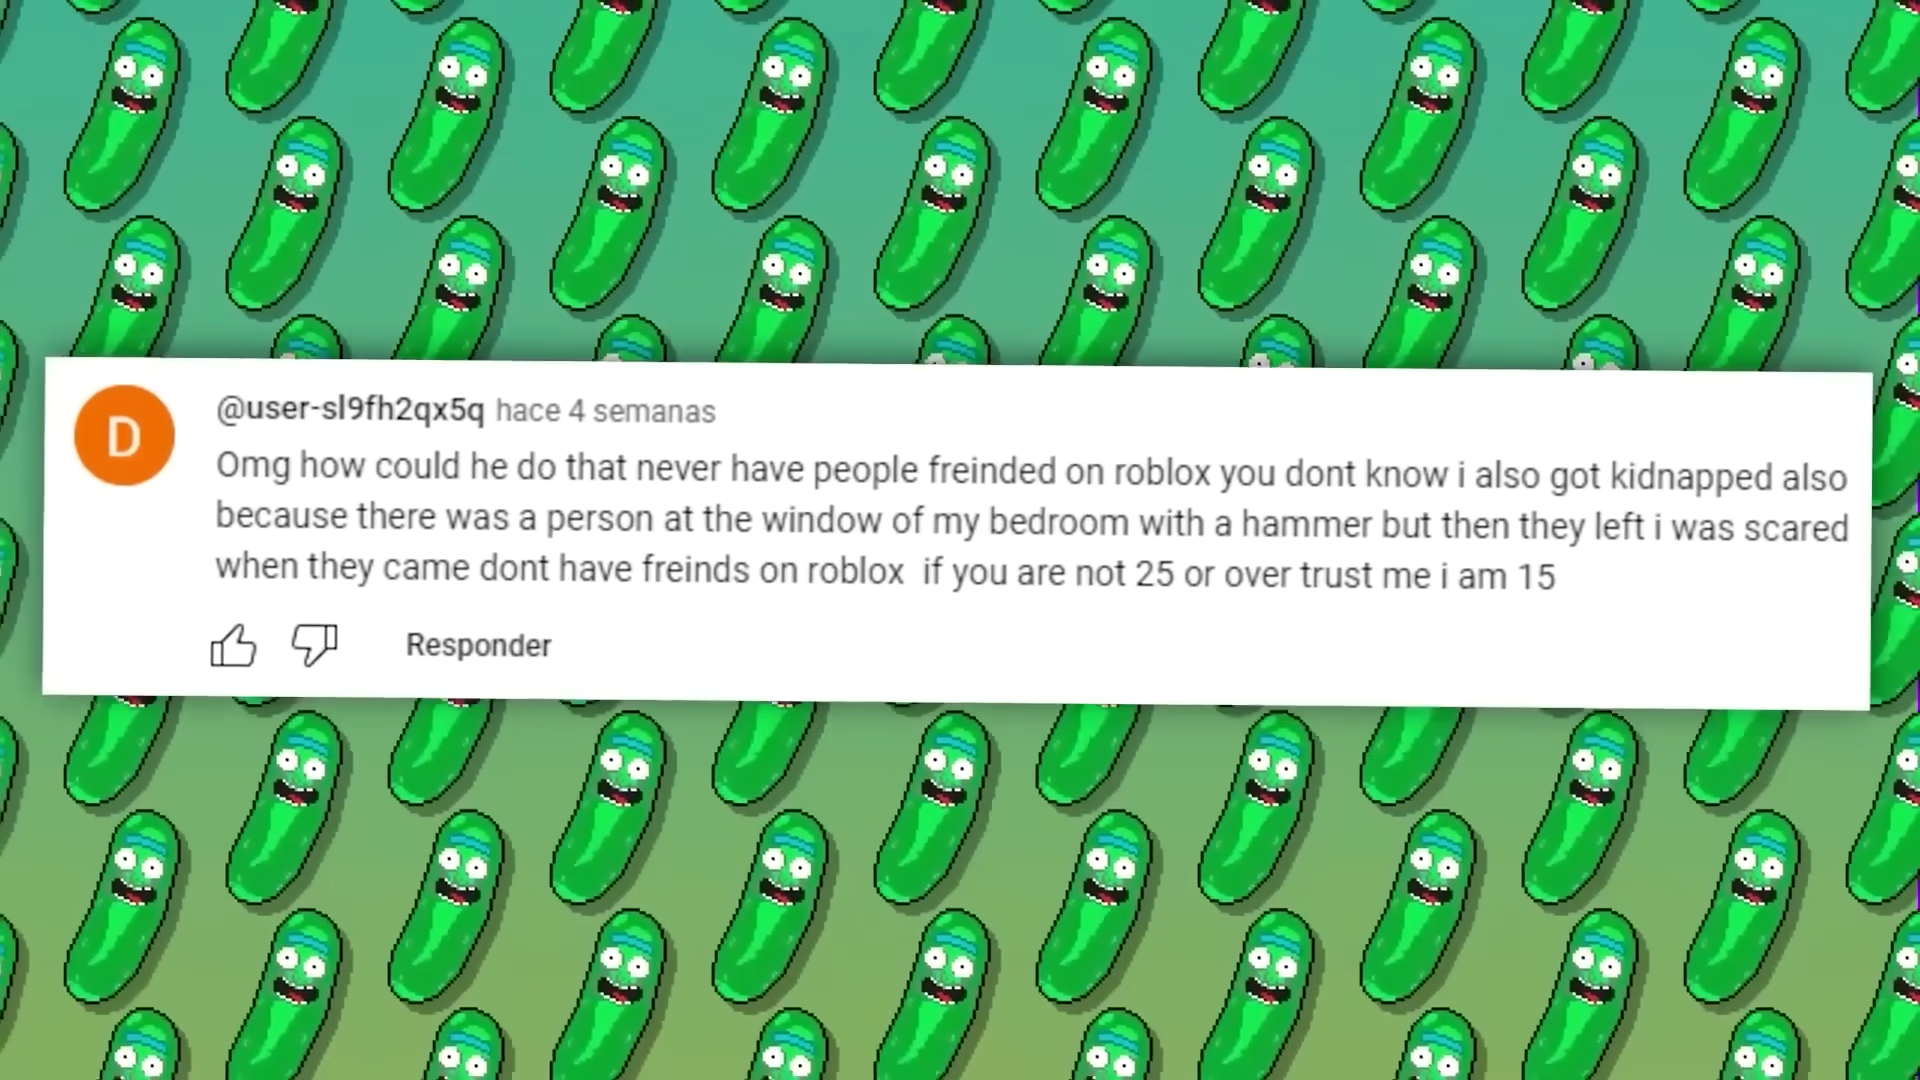 D
@user-sl9fh2qx5q hace 4 semanas
Omg how could he do that never have people freinded on roblox you dont know i also got kidnapped also
because there was a person at the window of my bedroom with a hammer but then they left i was scared
when they came dont have freinds on roblox  if you are not 25 or over trust me i am 15
Responder